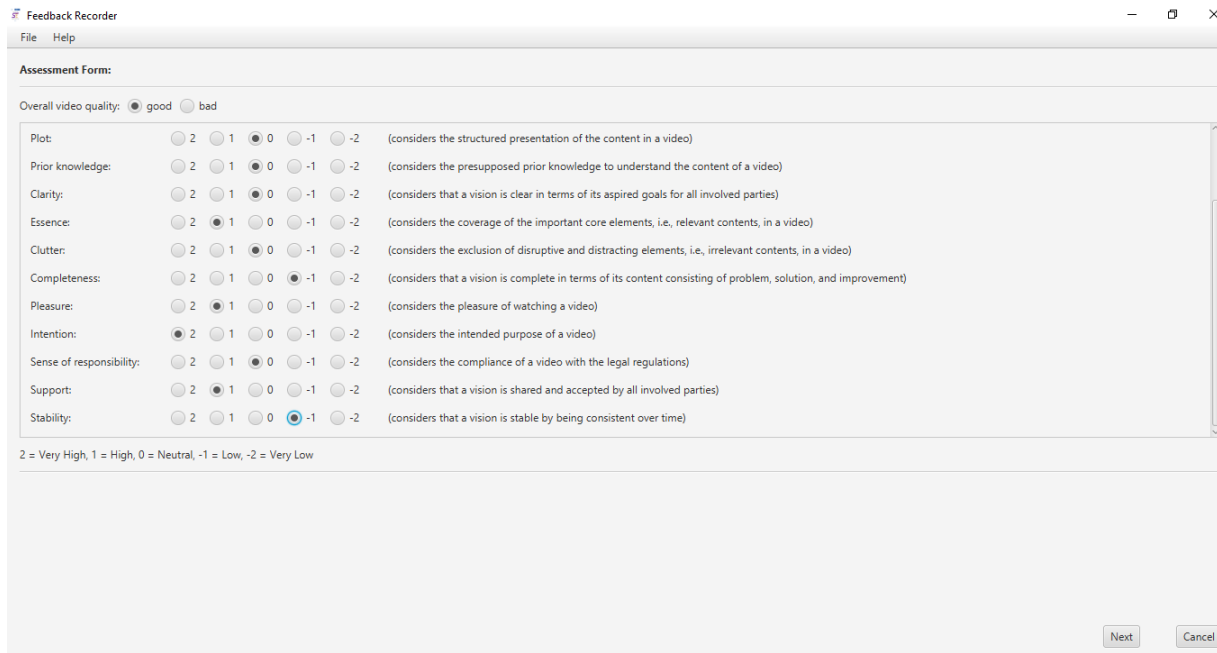 Feedback Recorder
File Help
Assessment Form:
Overall video quality: good bad
Plot: 2 1 0 -1 -2 (considers the structured presentation of the content in a video)
Prior knowledge: 2 1 0 -1 -2 (considers the presupposed prior knowledge to understand the content of a video)
Clarity: 2 1 0 -1 -2 (considers that a vision is clear in terms of its aspired goals for all involved parties)
Essence: 2 1 0 -1 -2 (considers the coverage of the important core elements, i.e., relevant contents, in a video)
Clutter: 2 1 0 -1 -2 (considers the exclusion of disruptive and distracting elements, i.e., irrelevant contents, in a video)
Completeness: 2 1 0 -1 -2 (considers that a vision is complete in terms of its content consisting of problem, solution, and improvement)
Pleasure: 2 1 0 -1 -2 (considers the pleasure of watching a video)
Intention: 2 1 0 -1 -2 (considers the intended purpose of a video)
Sense of responsibility: 2 1 0 -1 -2 (considers the compliance of a video with the legal regulations)
Support: 2 1 0 -1 -2 (considers that a vision is shared and accepted by all involved parties)
Stability: 2 1 0 -1 -2 (considers that a vision is stable by being consistent over time)
2 = Very High, 1 = High, 0 = Neutral, -1 = Low, -2 = Very Low
Next Cancel